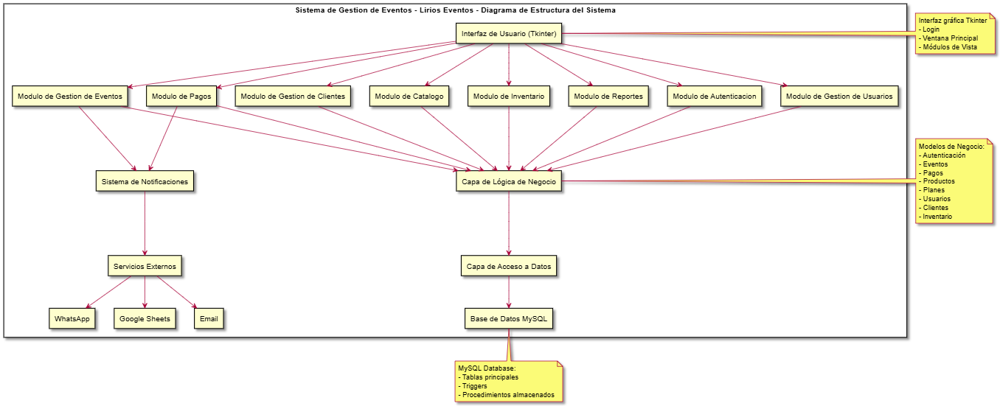 Sistema de Gestion de Eventos - Lirios Eventos - Diagrama de Estructura del Sistema
Interfaz de Usuario (Tkinter)
Interfaz gráfica Tkinter
- Login
- Ventana Principal
- Módulos de Vista
Modulo de Gestion de Eventos
Modulo de Pagos
Modulo de Gestion de Clientes
Modulo de Catalogo
Modulo de Inventario
Modulo de Reportes
Modulo de Autenticacion
Modulo de Gestion de Usuarios
Sistema de Notificaciones
Capa de Lógica de Negocio
Modelos de Negocio:
- Autenticación
- Eventos
- Pagos
- Productos
- Planes
- Usuarios
- Clientes
- Inventario
Servicios Externos
Capa de Acceso a Datos
WhatsApp
Google Sheets
Email
Base de Datos MySQL
MySQL Database:
- Tablas principales
- Triggers
- Procedimientos almacenados